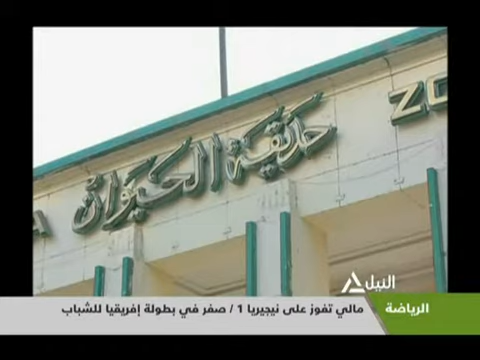 حديقة الحيوان
ZO
النيل
الرياضة
مالي تفوز على نيجيريا 1 / صفر في بطولة إفريقيا للشباب